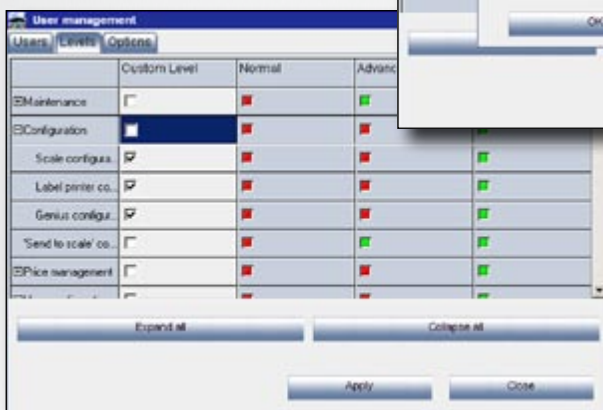 User management
OK
Users Levels Options
Custom Level Normal Advanc
Maintenance
Configuration
Scale configura...
Label printer co...
Genius configur...
'Send to scale' co...
Price management
Expand all Collapse all
Apply Close